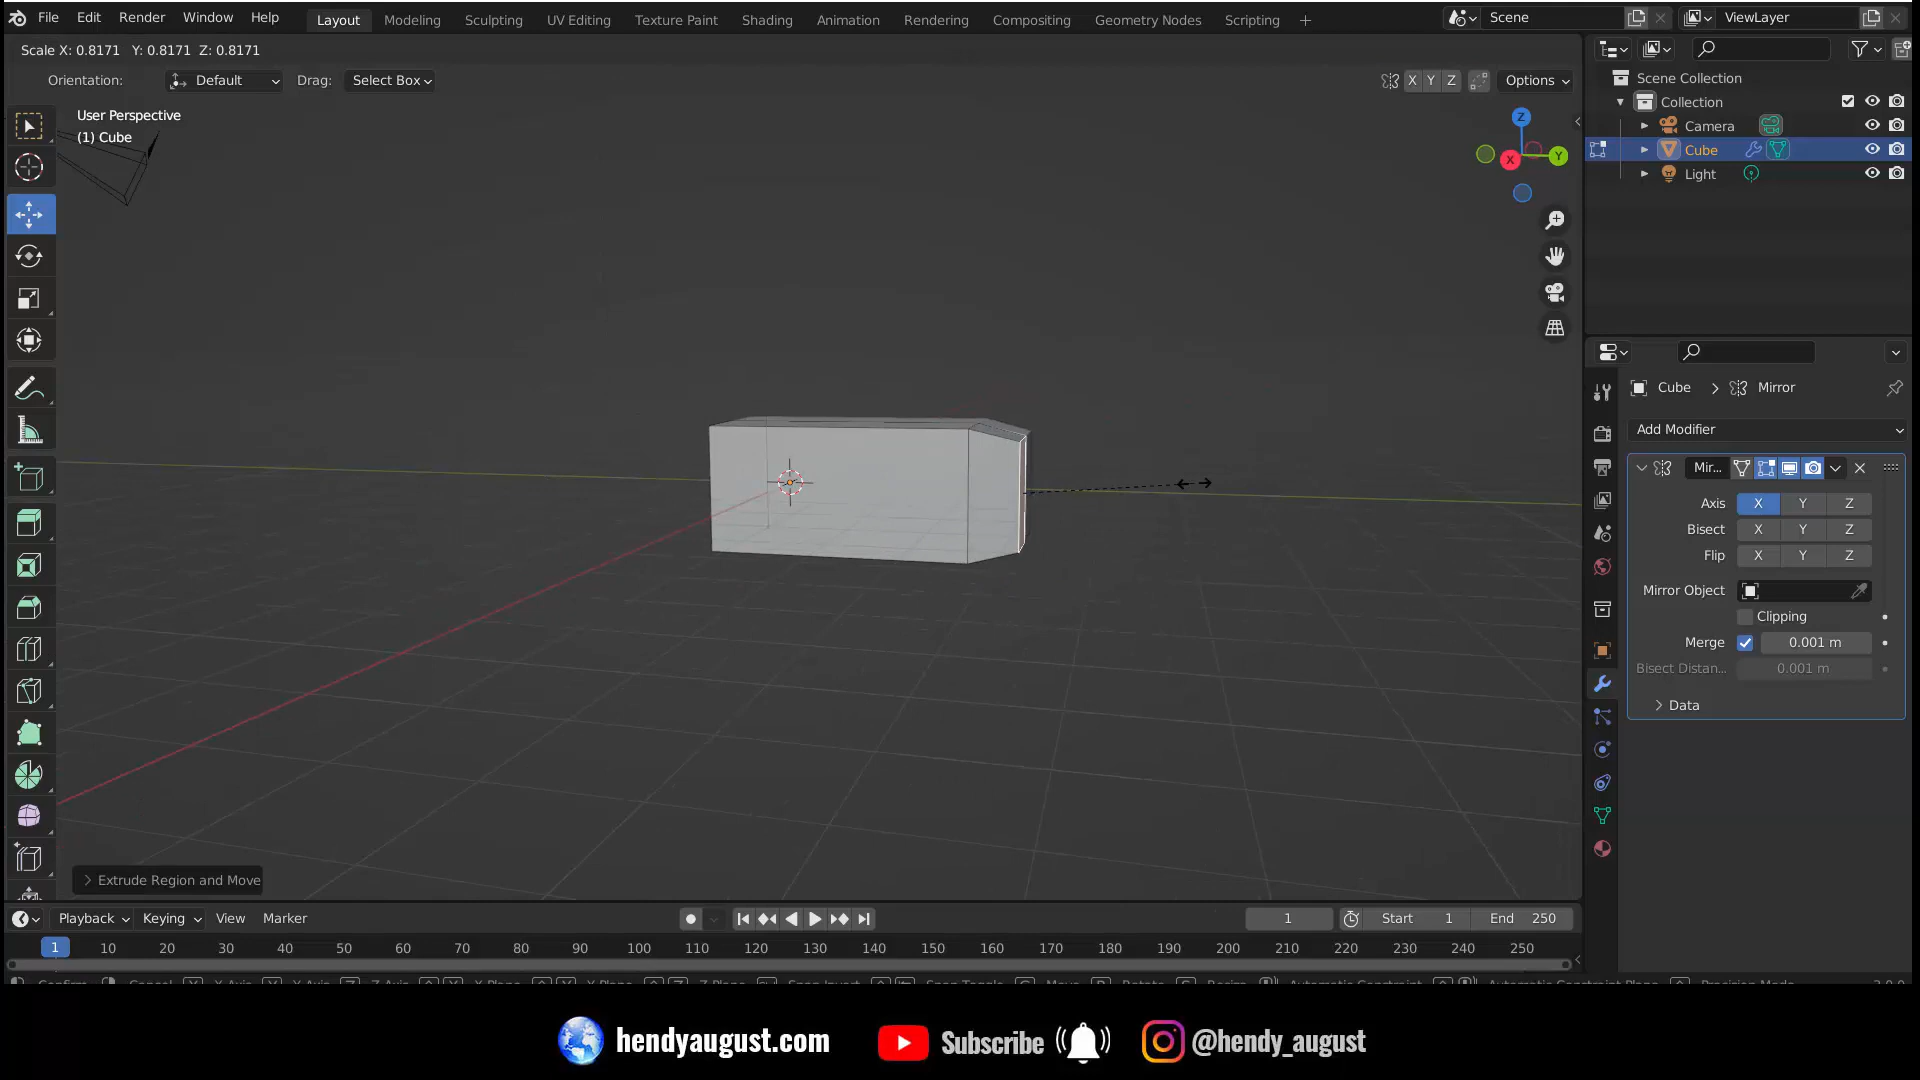 File Edit Render Window Help Layout Modeling Sculpting UV Editing Texture Paint Shading Animation Rendering Compositing Geometry Nodes Scripting + Scene ViewLayer
Scale X: 0.8171 Y: 0.8171 Z: 0.8171
Orientation: Default Drag: Select Box X Y Z Options
User Perspective
(1) Cube
Z
X
Y
Scene Collection
Collection
Camera
Cube
Light
Cube > Mirror
Add Modifier
Mir...
Axis X Y Z
Bisect X Y Z
Flip X Y Z
Mirror Object
Clipping
Merge 0.001 m
Bisect Distan... 0.001 m
Data
Extrude Region and Move
Playback Keying View Marker 1 Start 1 End 250
1 10 20 30 40 50 60 70 80 90 100 110 120 130 140 150 160 170 180 190 200 210 220 230 240 250
hendyaugust.com Subscribe @hendy_august